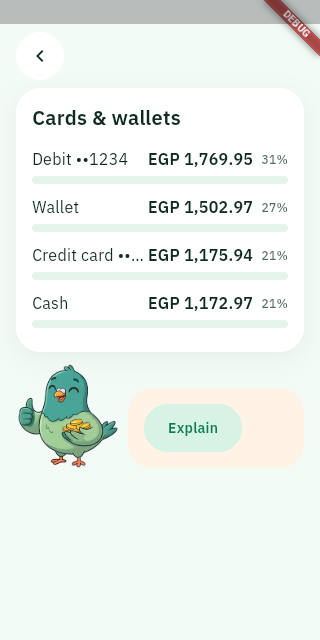 DEBUG
Cards & wallets
Debit ••1234 EGP 1,769.95 31%
Wallet EGP 1,502.97 27%
Credit card ••… EGP 1,175.94 21%
Cash EGP 1,172.97 21%
Explain